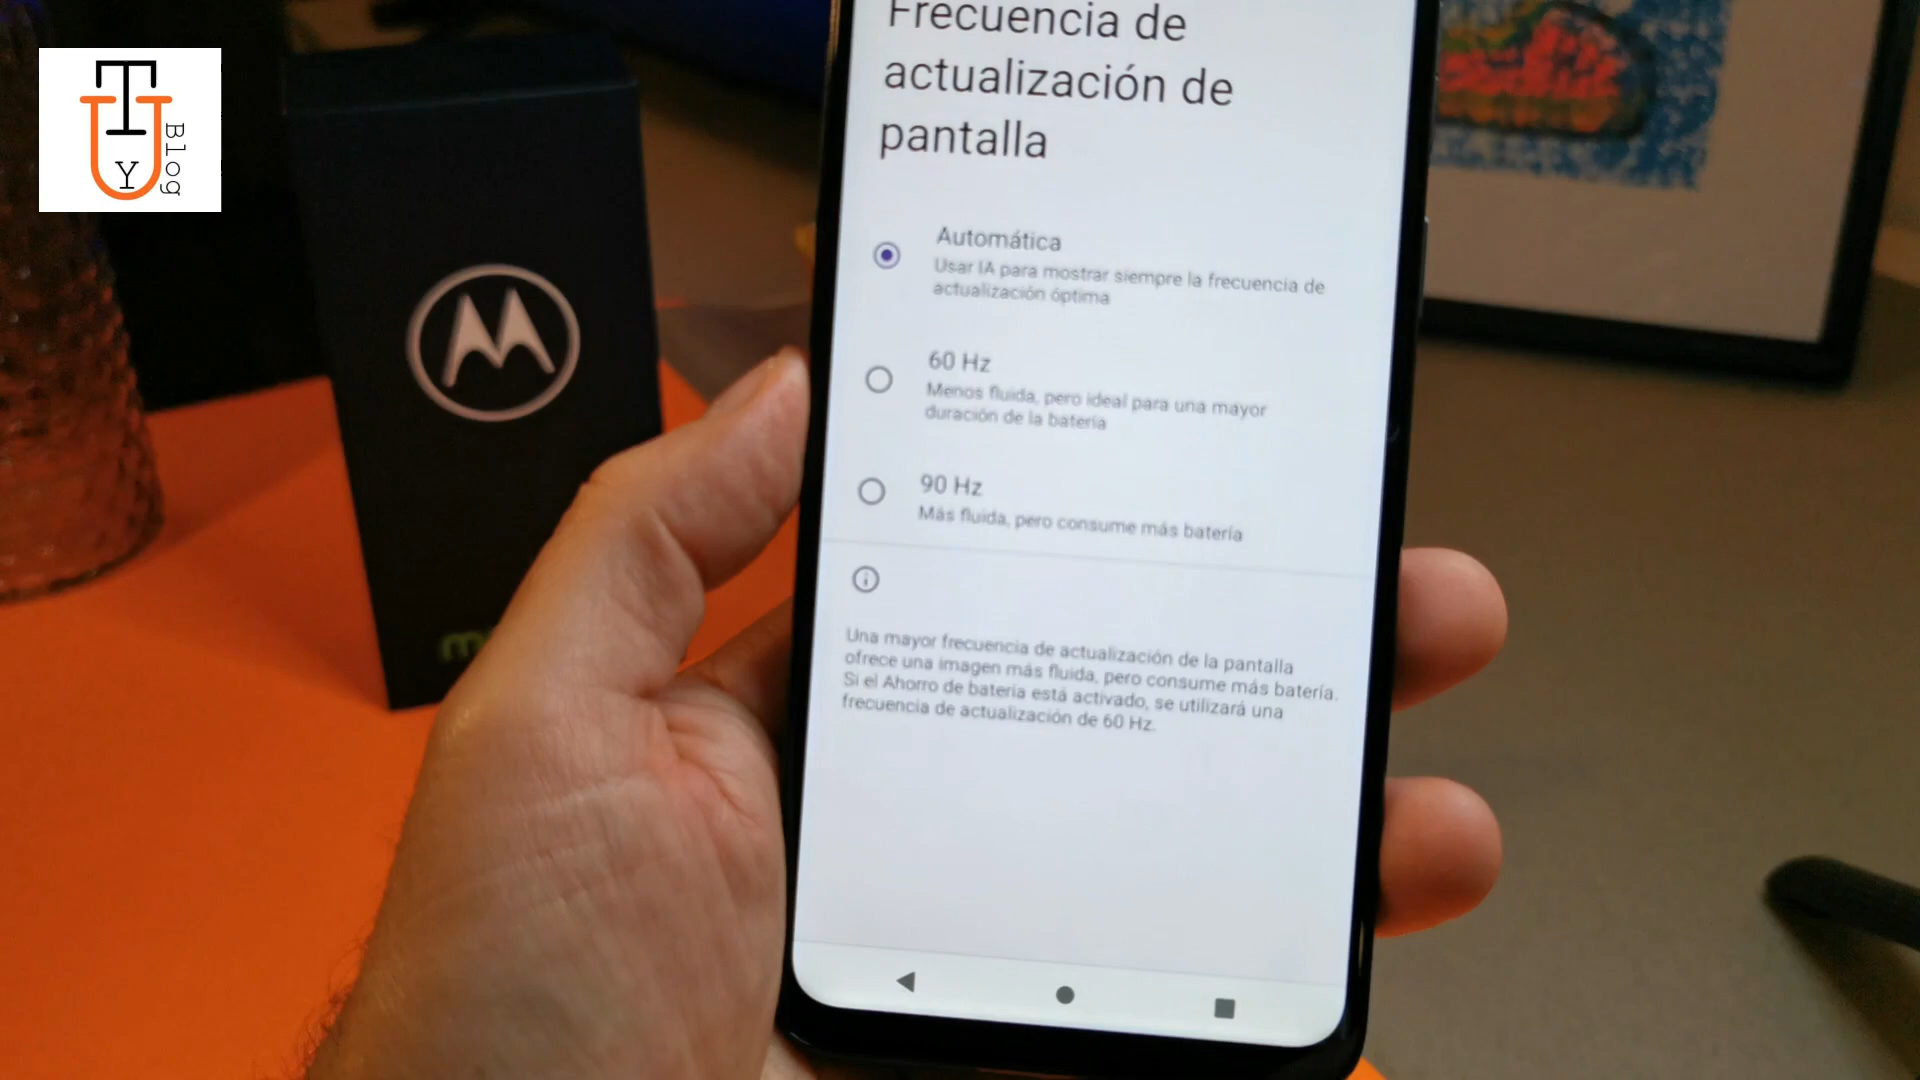 TU
Y
Blog
Frecuencia de
actualización de
pantalla
Automática
Usar IA para mostrar siempre la frecuencia de
actualización óptima
60 Hz
Menos fluida, pero ideal para una mayor
duración de la batería
90 Hz
Más fluida, pero consume más batería
Una mayor frecuencia de actualización de la pantalla
ofrece una imagen más fluida, pero consume más batería.
Si el Ahorro de batería está activado, se utilizará una
frecuencia de actualización de 60 Hz.